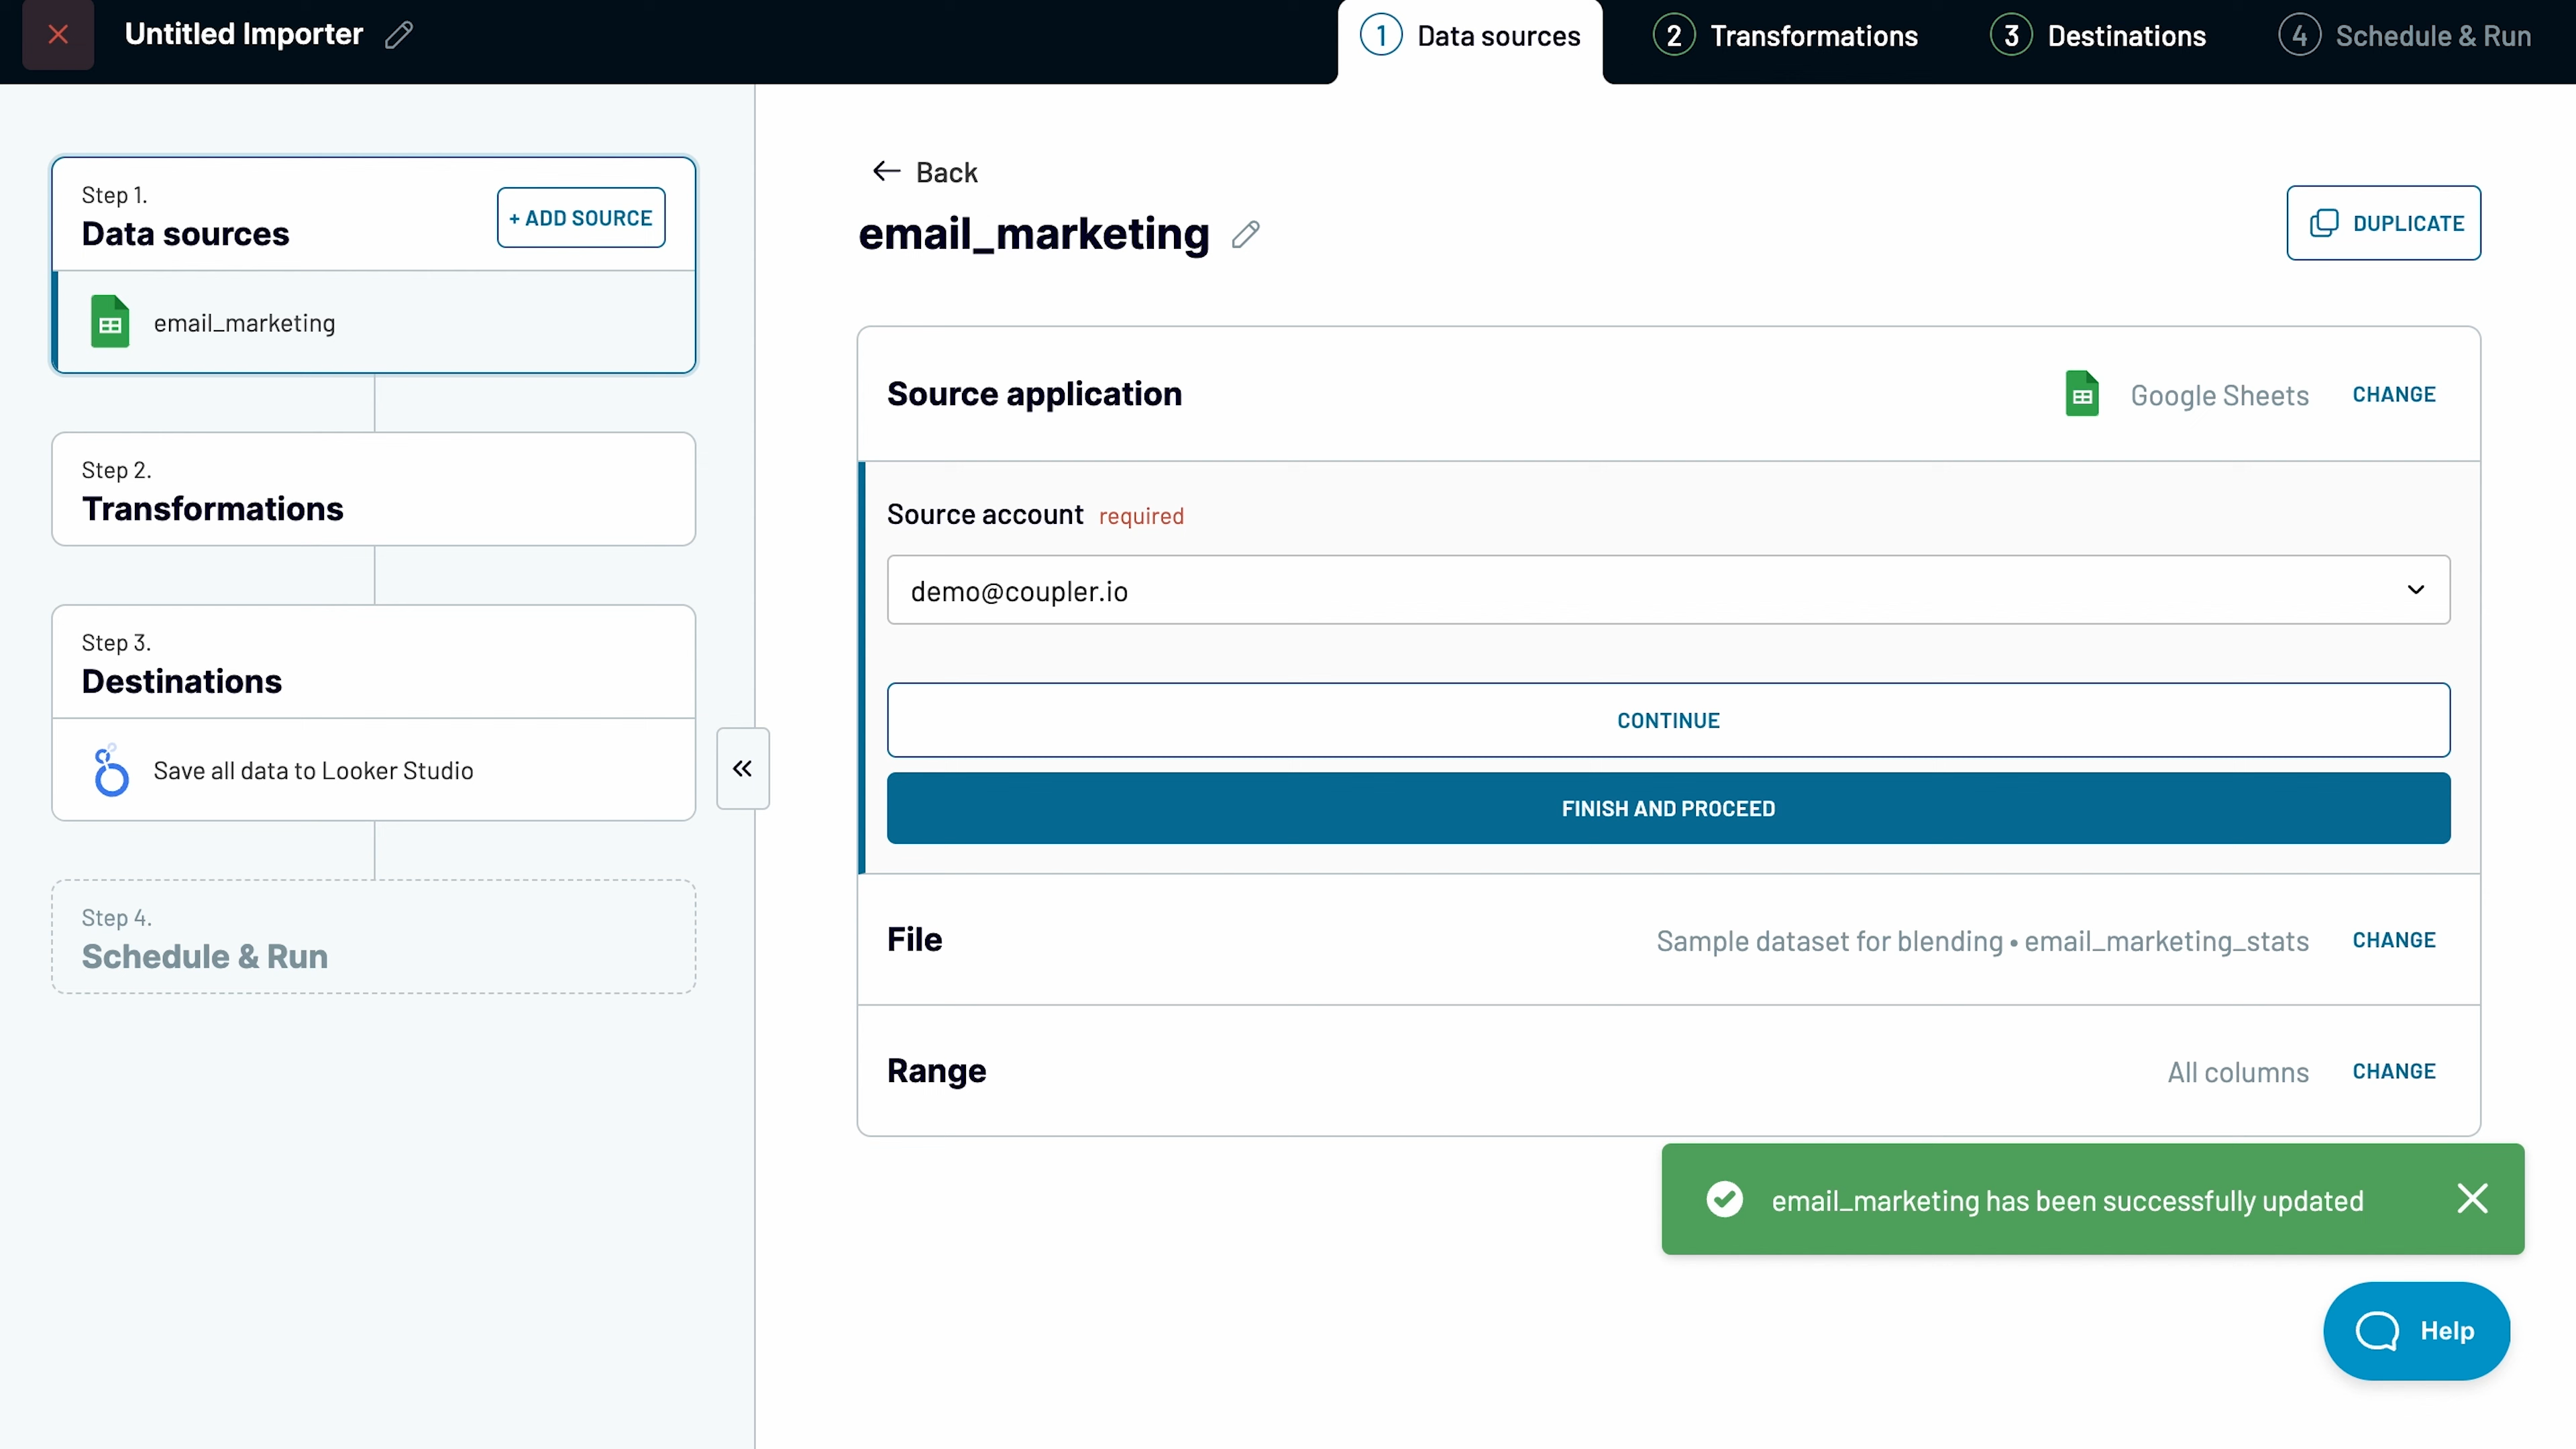 Untitled Importer
1 Data sources
2 Transformations
3 Destinations
4 Schedule & Run
Step 1.
Data sources
+ ADD SOURCE
email_marketing
Step 2.
Transformations
Step 3.
Destinations
Save all data to Looker Studio
Step 4.
Schedule & Run
Back
email_marketing
DUPLICATE
Source application
Google Sheets
CHANGE
Source account required
demo@coupler.io
CONTINUE
FINISH AND PROCEED
File
Sample dataset for blending • email_marketing_stats
CHANGE
Range
All columns
CHANGE
email_marketing has been successfully updated
Help